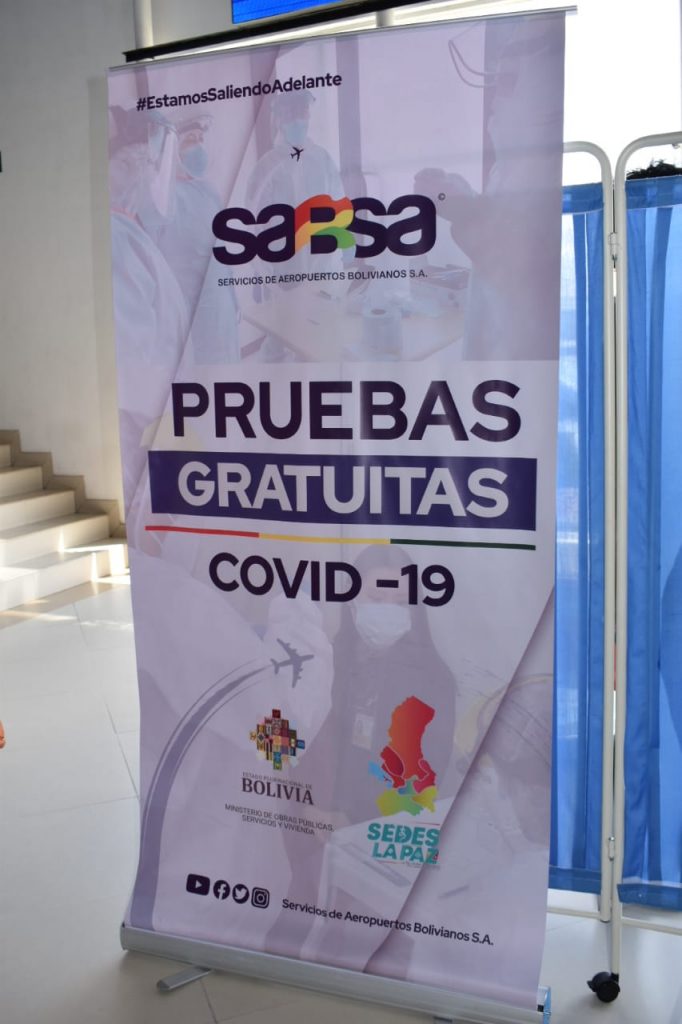 #EstamosSaliendoAdelante
saBsa
SERVICIOS DE AEROPUERTOS BOLIVIANOS S.A.
PRUEBAS
GRATUITAS
COVID -19
ESTADO PLURINACIONAL DE
BOLIVIA
MINISTERIO DE OBRAS PÚBLICAS,
SERVICIOS Y VIVIENDA
SEDES
LA PAZ
Servicios de Aeropuertos Bolivianos S.A.